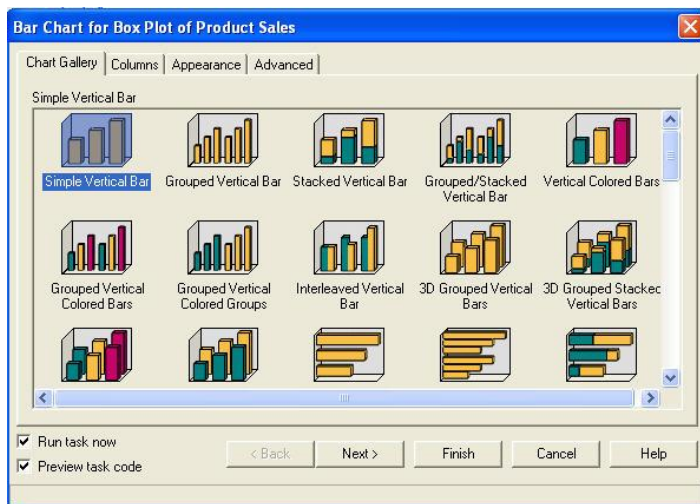 Bar Chart for Box Plot of Product Sales
Chart Gallery Columns Appearance Advanced
Simple Vertical Bar
Simple Vertical Bar
Grouped Vertical Bar
Stacked Vertical Bar
Grouped/Stacked
Vertical Bar
Vertical Colored Bars
Grouped Vertical
Colored Bars
Grouped Vertical
Colored Groups
Interleaved Vertical
Bar
3D Grouped Vertical
Bars
3D Grouped Stacked
Vertical Bars
Run task now
Preview task code
< Back
Next >
Finish
Cancel
Help